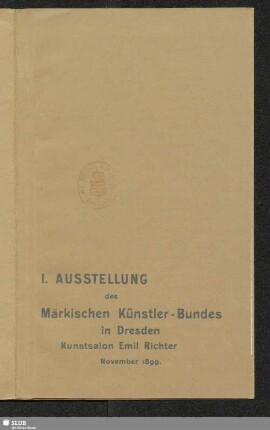 I. AUSSTELLUNG
des
Märkischen Künstler-Bundes
in Dresden
Kunstsalon Emil Richter
November 1899.
SLUB